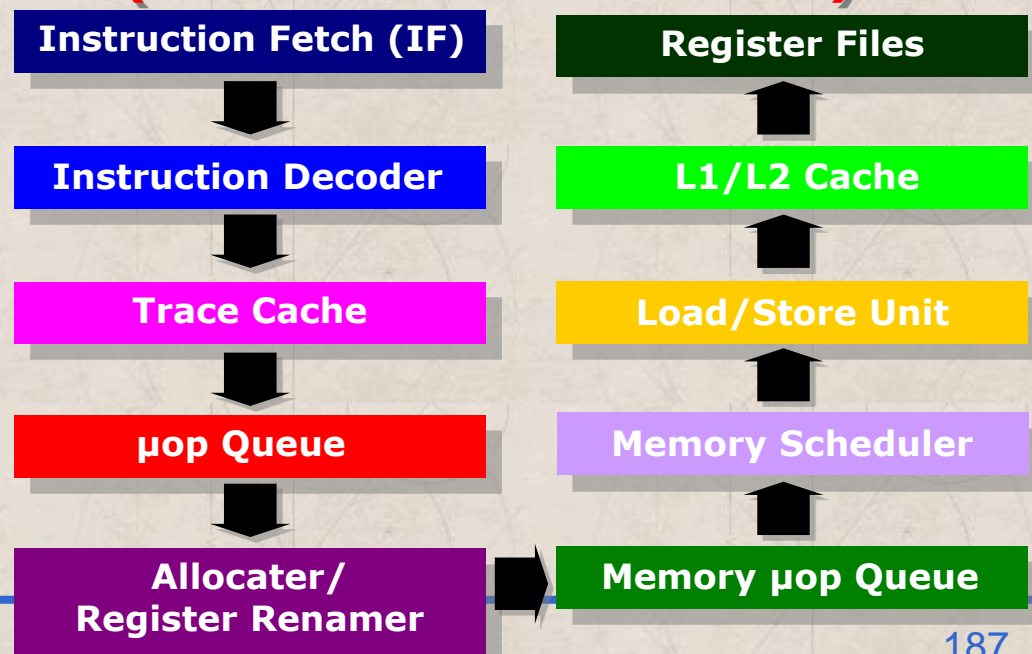 Instruction Fetch (IF)
Instruction Decoder
Trace Cache
µop Queue
Allocater/
Register Renamer
Register Files
L1/L2 Cache
Load/Store Unit
Memory Scheduler
Memory µop Queue
187